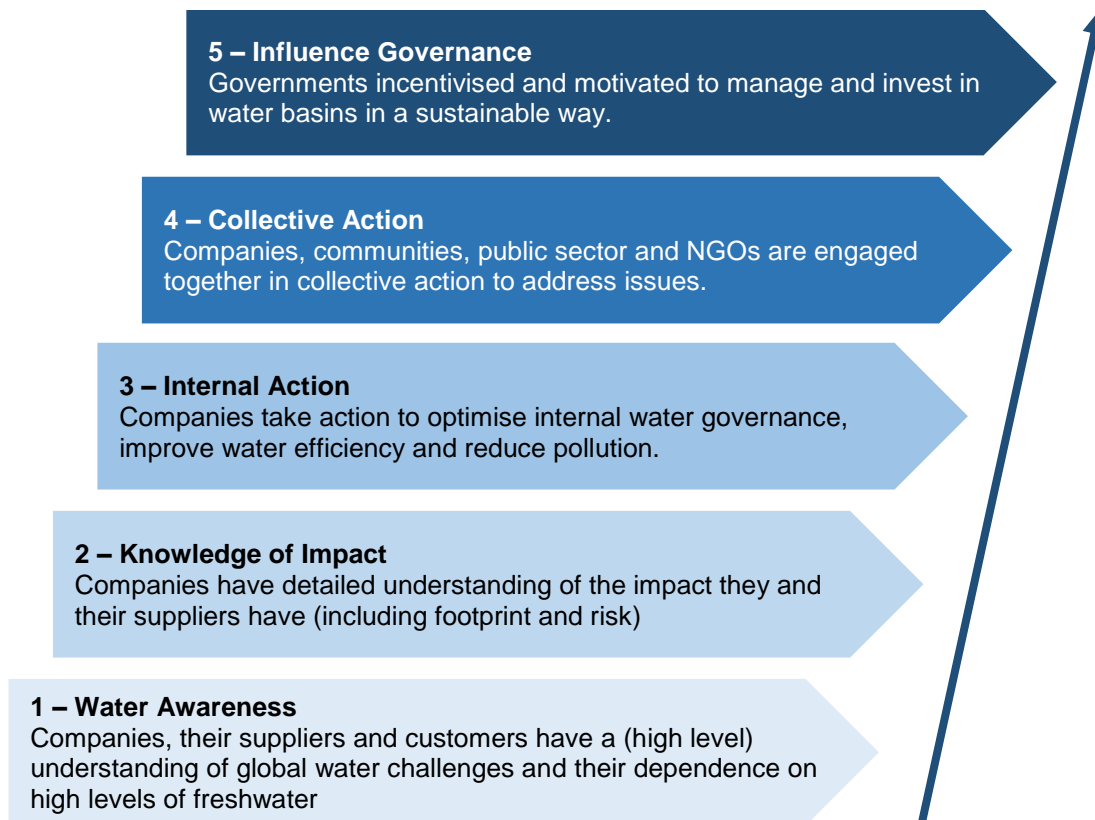 5 – Influence Governance
Governments incentivised and motivated to manage and invest in
water basins in a sustainable way.
4 – Collective Action
Companies, communities, public sector and NGOs are engaged
together in collective action to address issues.
3 – Internal Action
Companies take action to optimise internal water governance,
improve water efficiency and reduce pollution.
2 – Knowledge of Impact
Companies have detailed understanding of the impact they and
their suppliers have (including footprint and risk)
1 – Water Awareness
Companies, their suppliers and customers have a (high level)
understanding of global water challenges and their dependence on
high levels of freshwater